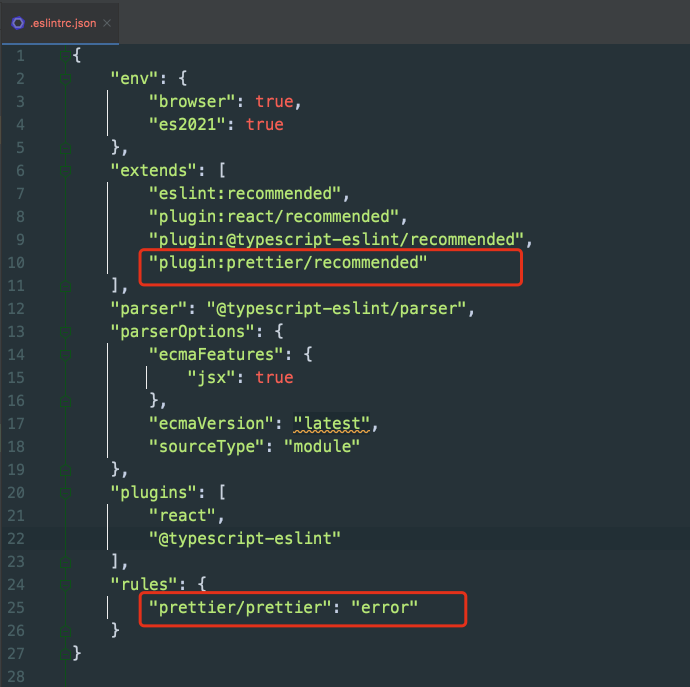 .eslintrc.json
1 {
2 "env": {
3 "browser": true,
4 "es2021": true
5 },
6 "extends": [
7 "eslint:recommended",
8 "plugin:react/recommended",
9 "plugin:@typescript-eslint/recommended",
10 "plugin:prettier/recommended"
11 ],
12 "parser": "@typescript-eslint/parser",
13 "parserOptions": {
14 "ecmaFeatures": {
15 "jsx": true
16 },
17 "ecmaVersion": "latest",
18 "sourceType": "module"
19 },
20 "plugins": [
21 "react",
22 "@typescript-eslint"
23 ],
24 "rules": {
25 "prettier/prettier": "error"
26 }
27 }
28